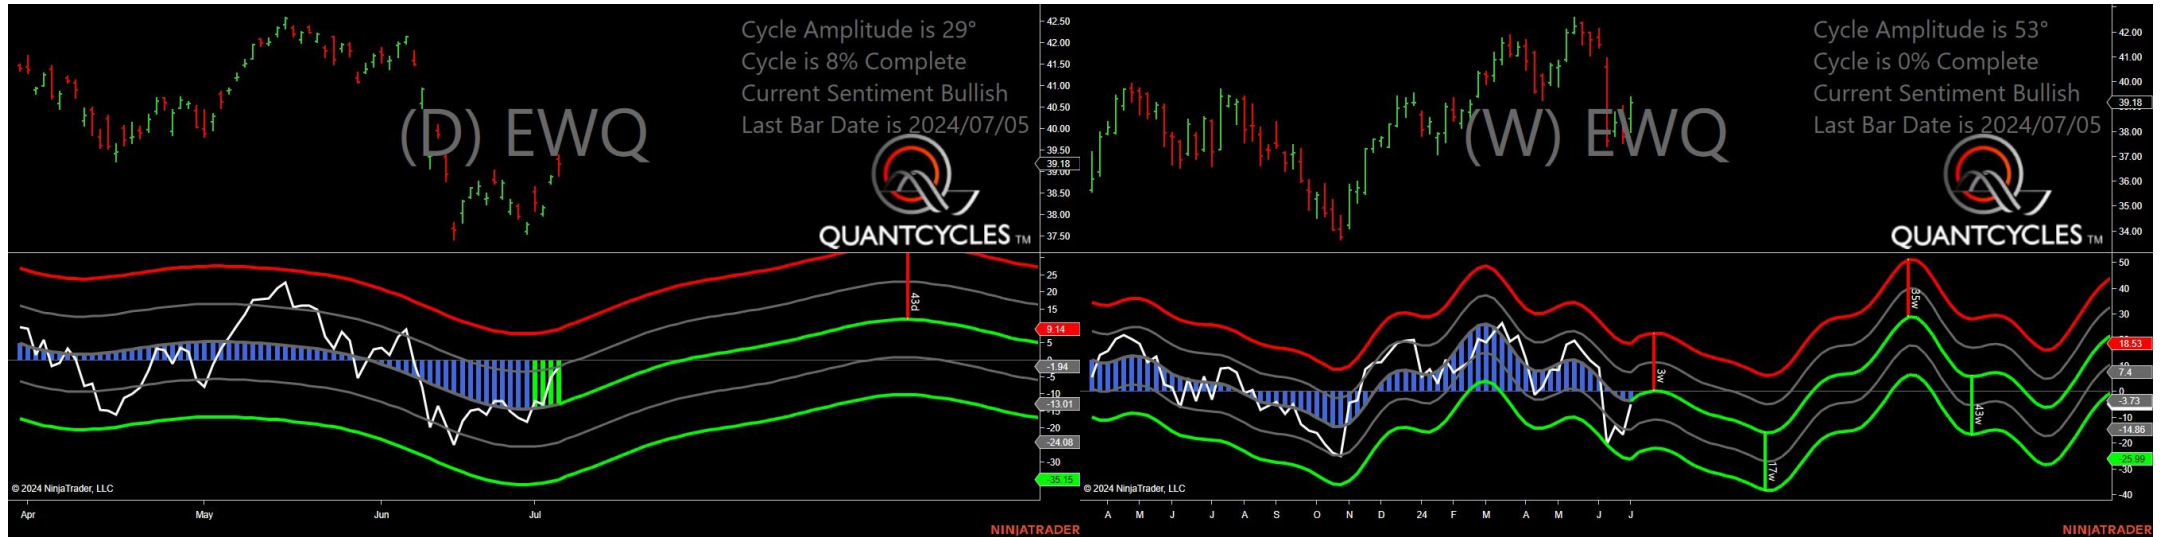 Cycle Amplitude is 29°
Cycle is 8% Complete
Current Sentiment Bullish
Last Bar Date is 2024/07/05
(D) EWQ
QUANTCYCLES TM
42.50
42.00
41.50
41.00
40.50
40.00
39.50
39.18
39.00
38.50
38.00
37.50
43d
25
20
15
9.14
5
0
-1.94
-5
-10
-13.01
-15
-20
-24.08
-30
-35.15
© 2024 NinjaTrader, LLC
Apr
May
Jun
Jul
NINJATRADER
Cycle Amplitude is 53°
Cycle is 0% Complete
Current Sentiment Bullish
Last Bar Date is 2024/07/05
(W) EWQ
QUANTCYCLES TM
42.00
41.00
40.00
39.18
38.00
37.00
36.00
35.00
34.00
3w
17w
35w
43w
50
40
30
18.53
7.4
0
-3.73
-10
-14.86
-20
-25.99
-30
-40
© 2024 NinjaTrader, LLC
A M J J A S O N D 24 F M A M J J
NINJATRADER